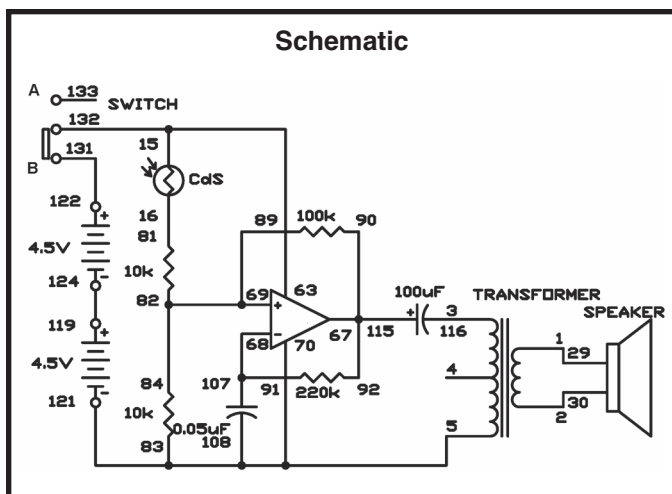 Schematic
A
133
SWITCH
132
B
131
15
CdS
16
122
+
4.5V
-
124
119
+
4.5V
-
121
81
10k
82
84
10k
83
89
100k
90
69
+
63
68
-
70
67
115
100uF
+
3
116
TRANSFORMER
SPEAKER
1
29
4
30
2
5
107
91
220k
92
0.05uF
108